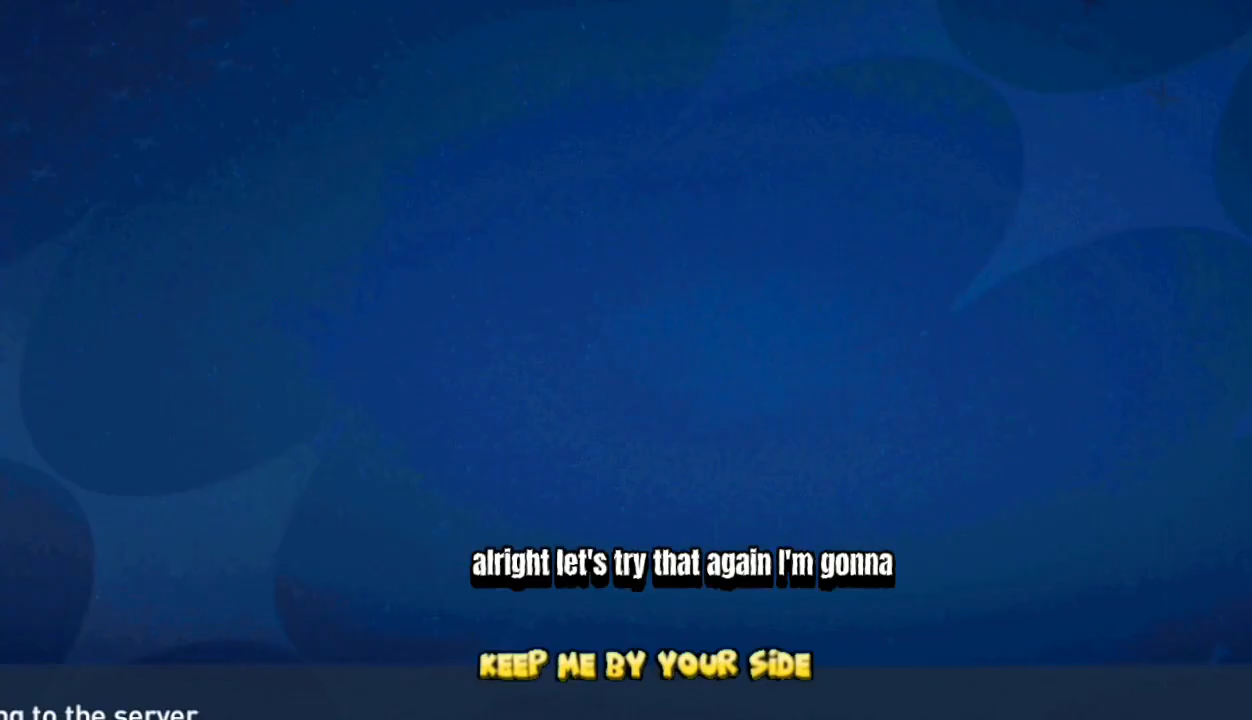 alright let's try that again I'm gonna
KEEP ME BY YOUR SiDE
to the server